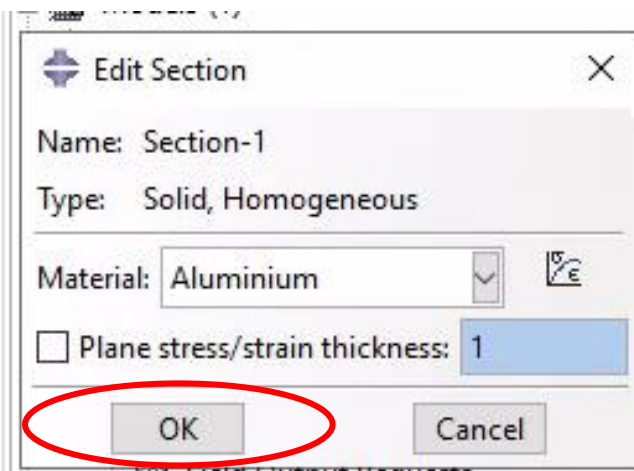 Edit Section
Name: Section-1
Type: Solid, Homogeneous
Material: Aluminium
σ
ε
Plane stress/strain thickness: 1
OK Cancel